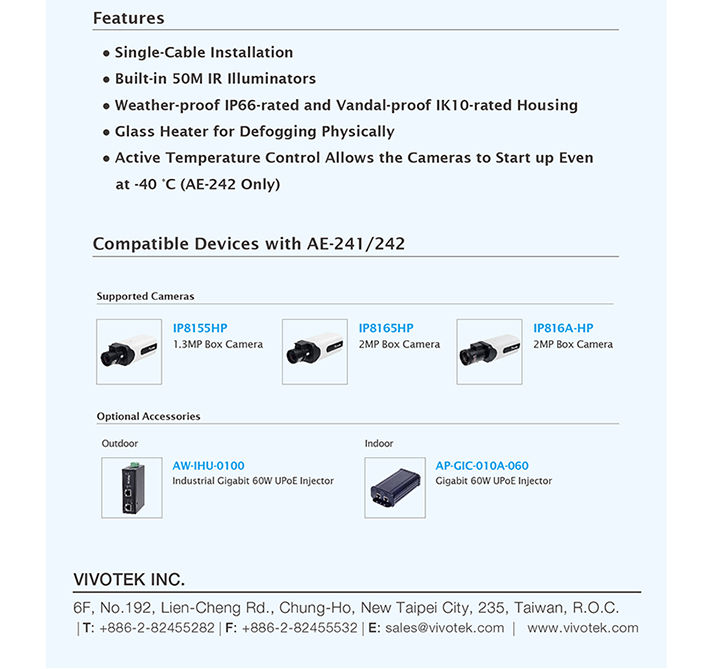 Features
● Single-Cable Installation
● Built-in 50M IR Illuminators
● Weather-proof IP66-rated and Vandal-proof IK10-rated Housing
● Glass Heater for Defogging Physically
● Active Temperature Control Allows the Cameras to Start up Even
at -40 °C (AE-242 Only)
Compatible Devices with AE-241/242
Supported Cameras
IP8155HP
1.3MP Box Camera
IP8165HP
2MP Box Camera
IP816A-HP
2MP Box Camera
Optional Accessories
Outdoor
AW-IHU-0100
Industrial Gigabit 60W UPoE Injector
Indoor
AP-GIC-010A-060
Gigabit 60W UPoE Injector
VIVOTEK INC.
6F, No.192, Lien-Cheng Rd., Chung-Ho, New Taipei City, 235, Taiwan, R.O.C.
| T: +886-2-82455282 | F: +886-2-82455532 | E: sales@vivotek.com | www.vivotek.com